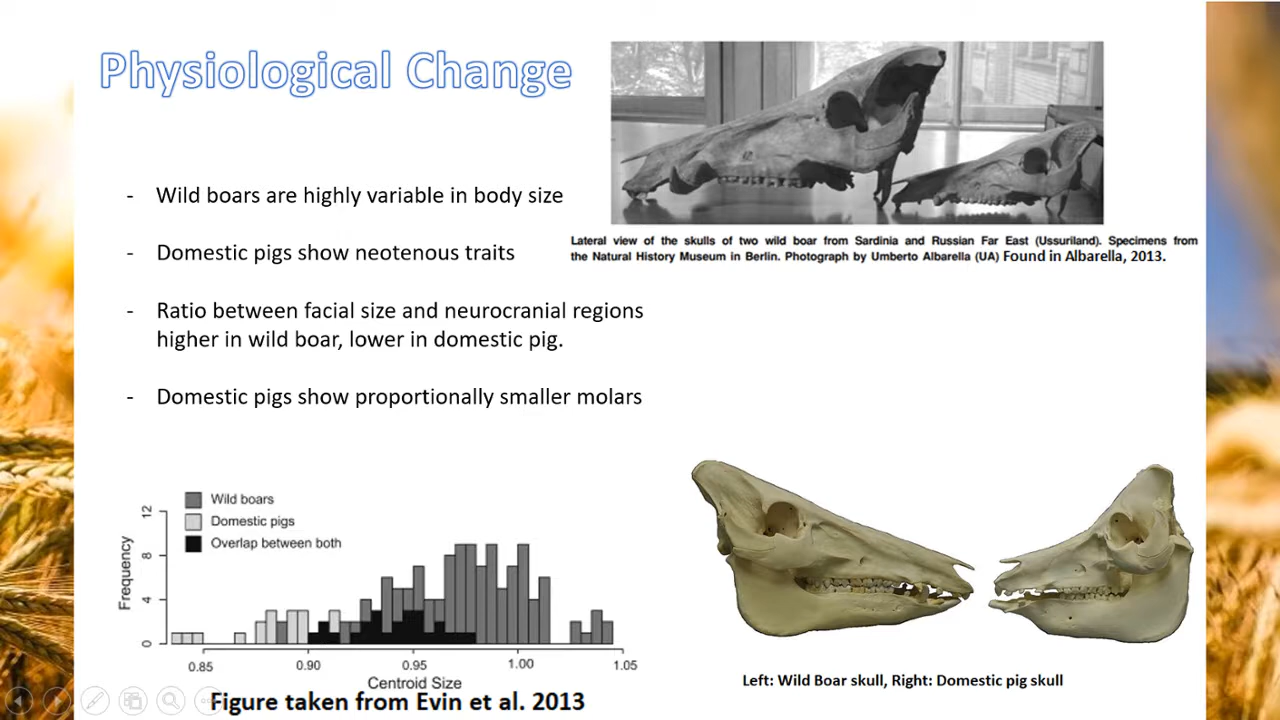 Physiological Change
- Wild boars are highly variable in body size
- Domestic pigs show neotenous traits
- Ratio between facial size and neurocranial regions
higher in wild boar, lower in domestic pig.
- Domestic pigs show proportionally smaller molars
Lateral view of the skulls of two wild boar from Sardinia and Russian Far East (Ussuriland). Specimens from
the Natural History Museum in Berlin. Photograph by Umberto Albarella (UA) Found in Albarella, 2013.
Wild boars
Domestic pigs
Overlap between both
Frequency
12
8
4
0
0.85 0.90 0.95 1.00 1.05
Centroid Size
Figure taken from Evin et al. 2013
Left: Wild Boar skull, Right: Domestic pig skull